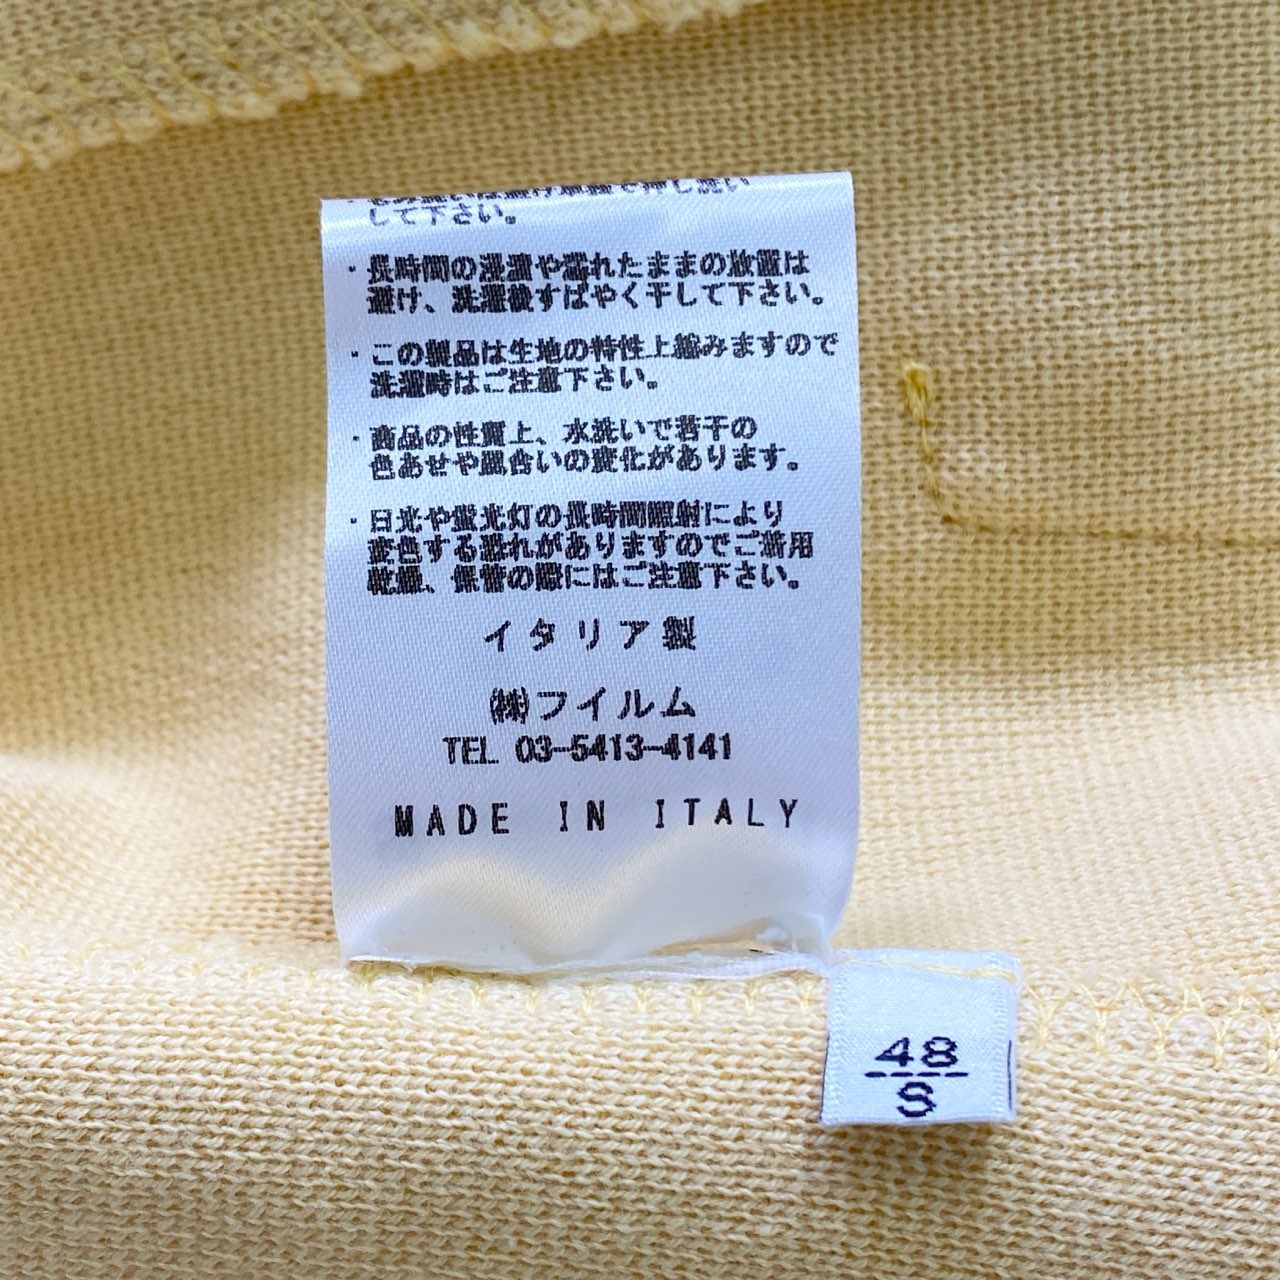 して下さい。
・長時間の浸漬や濡れたままの放置は
避け、洗濯後すばやく干して下さい。
・この製品は生地の特性上縮みますので
洗濯時はご注意下さい。
・商品の性質上、水洗いで若干の
色あせや風合いの変化があります。
・日光や蛍光灯の長時間照射により
変色する恐れがありますのでご着用
乾燥、保管の際にはご注意下さい。
イタリア製
㈱フイルム
TEL 03-5413-4141
MADE IN ITALY
48
S